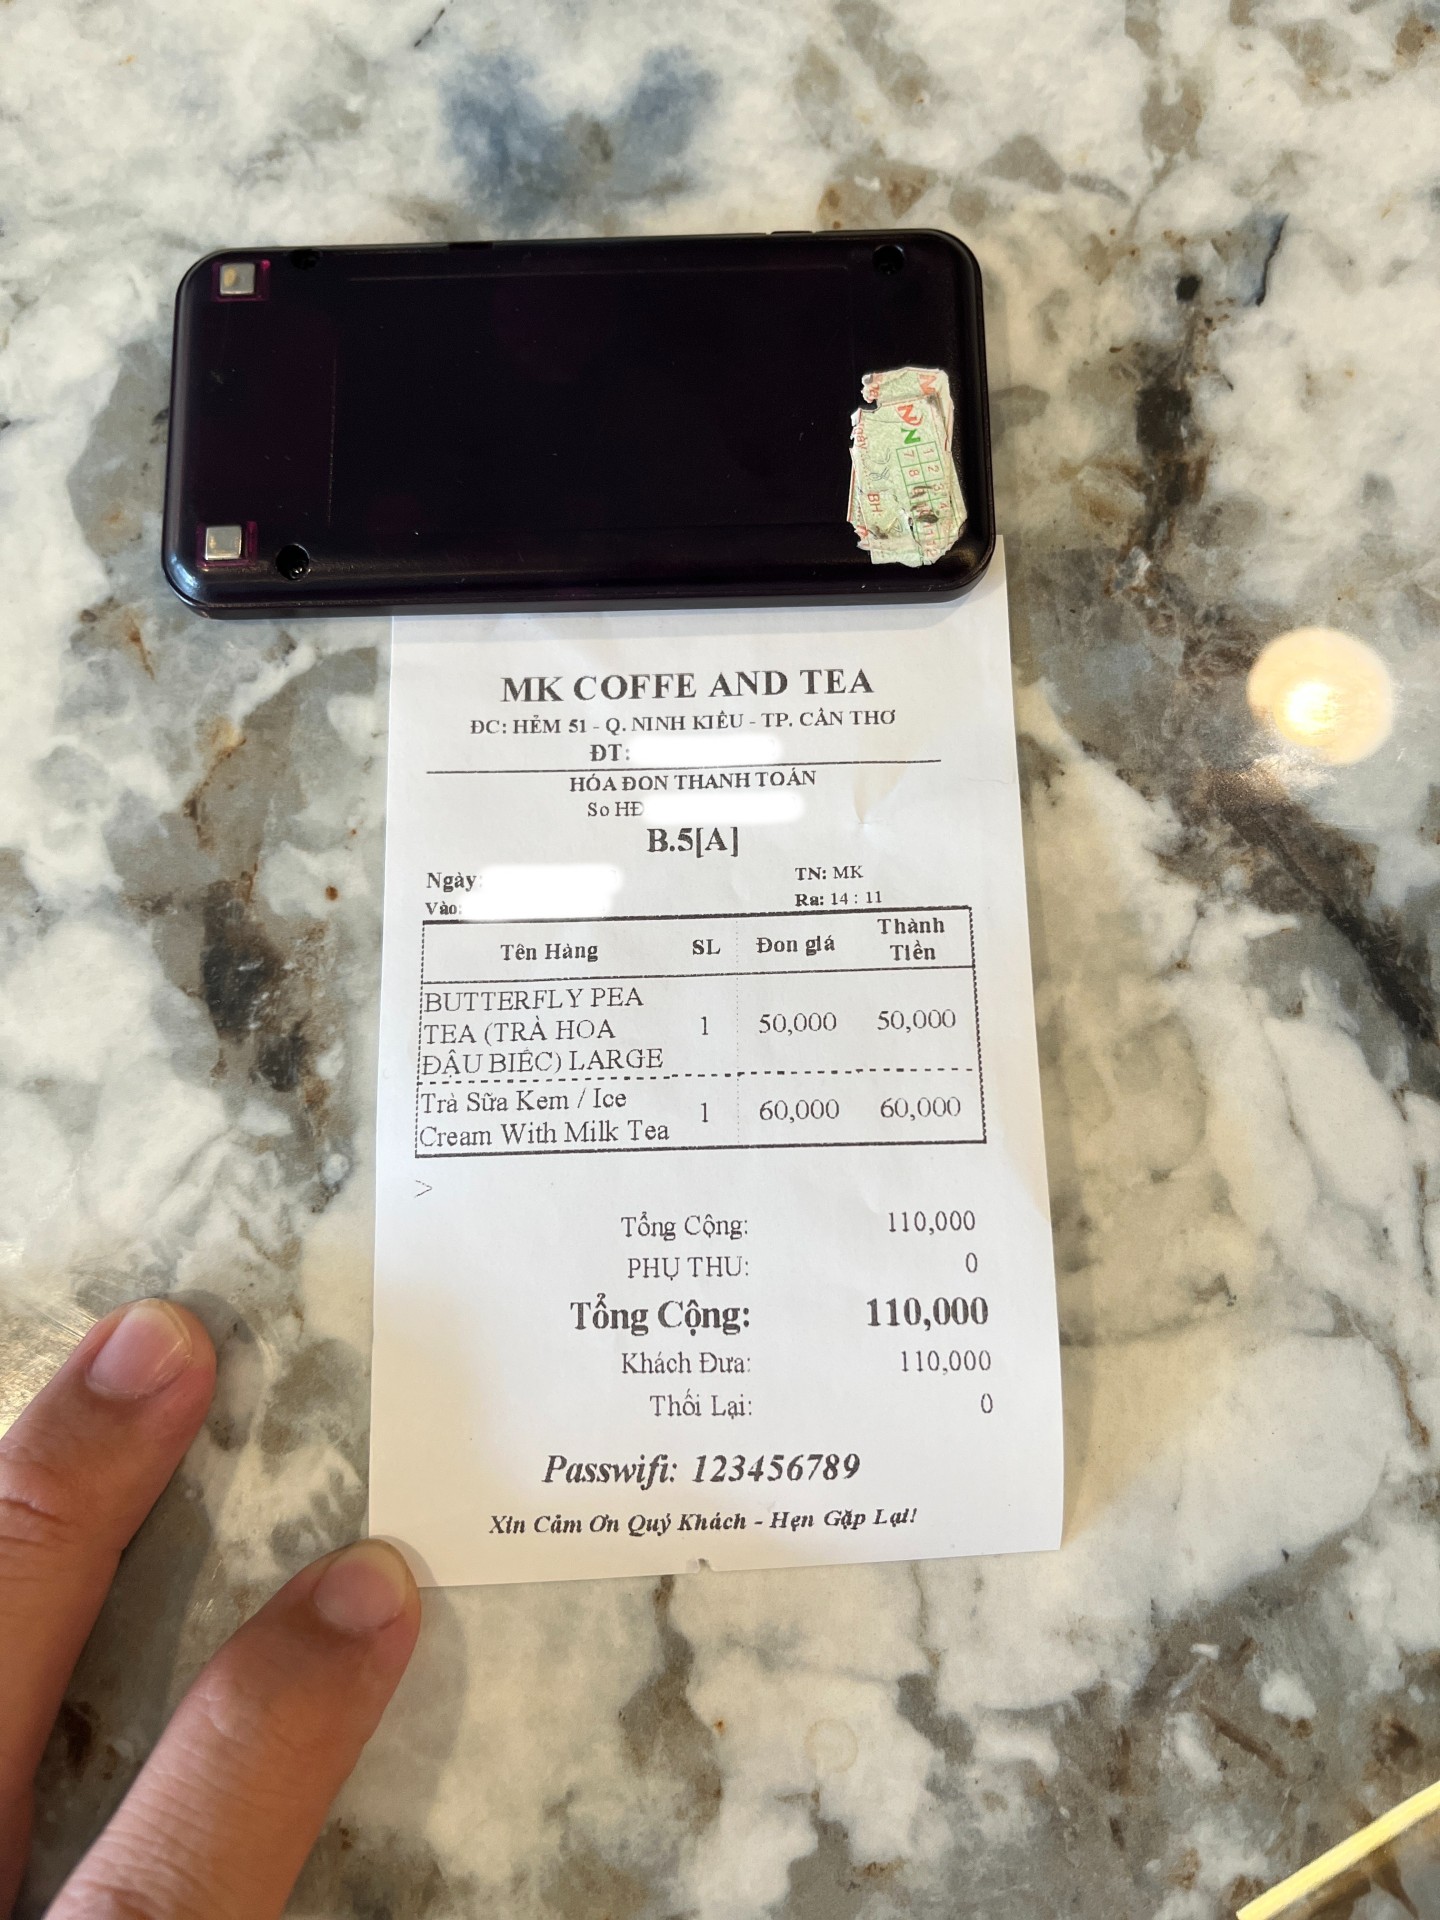 MK COFFE AND TEA
ĐC: HẺM 51 - Q. NINH KIỀU - TP. CẦN THƠ
ĐT:
HÓA ĐƠN THANH TOÁN
So HĐ
B.5[A]
Ngày: TN: MK
Vào: Ra: 14 : 11
Tên Hàng SL Đơn giá Thành Tiền
BUTTERFLY PEA
TEA (TRÀ HOA 1 50,000 50,000
ĐẬU BIẾC) LARGE
Trà Sữa Kem / Ice
Cream With Milk Tea 1 60,000 60,000
>
Tổng Cộng: 110,000
PHỤ THU: 0
Tổng Cộng: 110,000
Khách Đưa: 110,000
Thối Lại: 0
Passwifi: 123456789
Xin Cảm Ơn Quý Khách - Hẹn Gặp Lại!